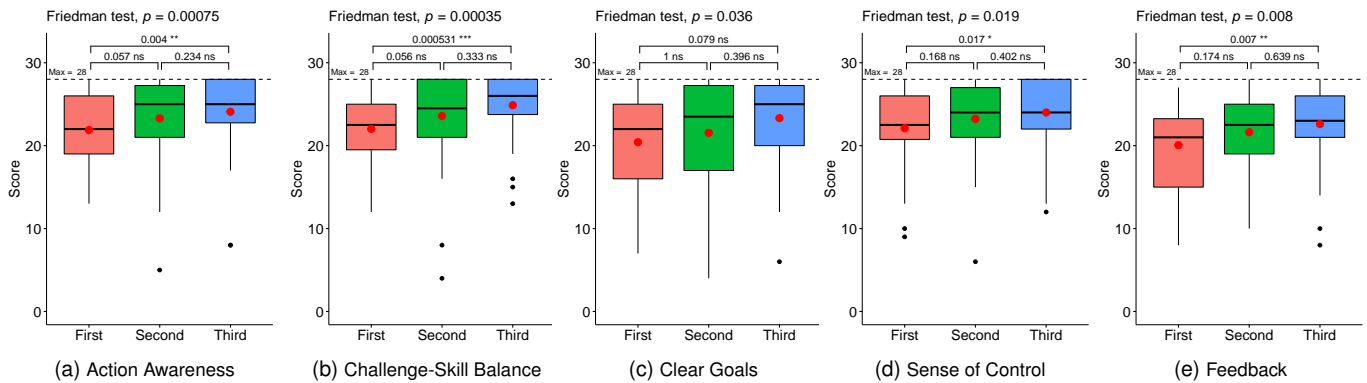 Friedman test, p = 0.00075
0.004 **
0.057 ns 0.234 ns
Max = 28
Score
30
20
10
0
First Second Third
(a) Action Awareness
Friedman test, p = 0.00035
0.000531 ***
0.056 ns 0.333 ns
Max = 28
Score
30
20
10
0
First Second Third
(b) Challenge-Skill Balance
Friedman test, p = 0.036
0.079 ns
1 ns 0.396 ns
Max = 28
Score
30
20
10
0
First Second Third
(c) Clear Goals
Friedman test, p = 0.019
0.017 *
0.168 ns 0.402 ns
Max = 28
Score
30
20
10
0
First Second Third
(d) Sense of Control
Friedman test, p = 0.008
0.007 **
0.174 ns 0.639 ns
Max = 28
Score
30
20
10
0
First Second Third
(e) Feedback